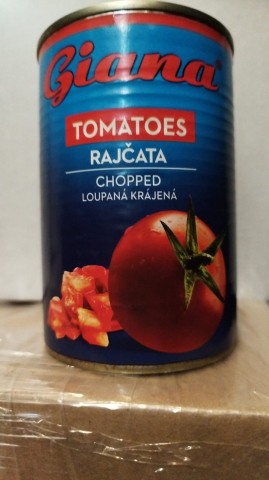 Giana®
TOMATOES
RAJČATA
CHOPPED
LOUPANÁ KRÁJENÁ